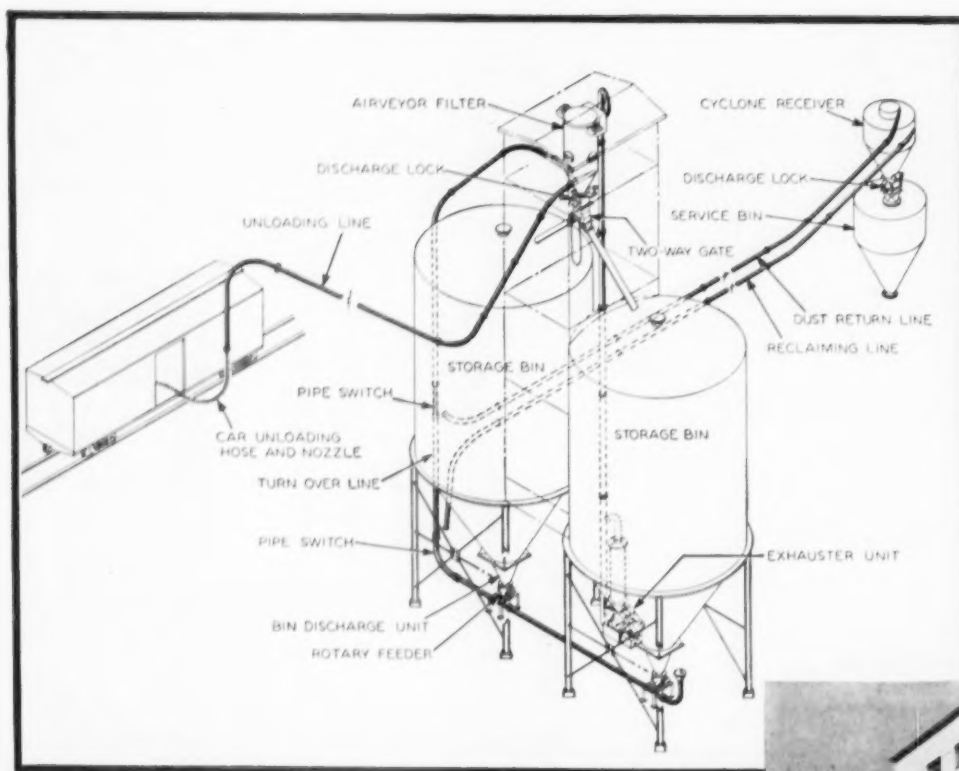 AIRVEYOR FILTER
CYCLONE RECEIVER
DISCHARGE LOCK
DISCHARGE LOCK
SERVICE BIN
UNLOADING LINE
TWO-WAY GATE
DUST RETURN LINE
RECLAIMING LINE
STORAGE BIN
PIPE SWITCH
STORAGE BIN
CAR UNLOADING
HOSE AND NOZZLE
TURN OVER LINE
PIPE SWITCH
EXHAUSTER UNIT
BIN DISCHARGE UNIT
ROTARY FEEDER